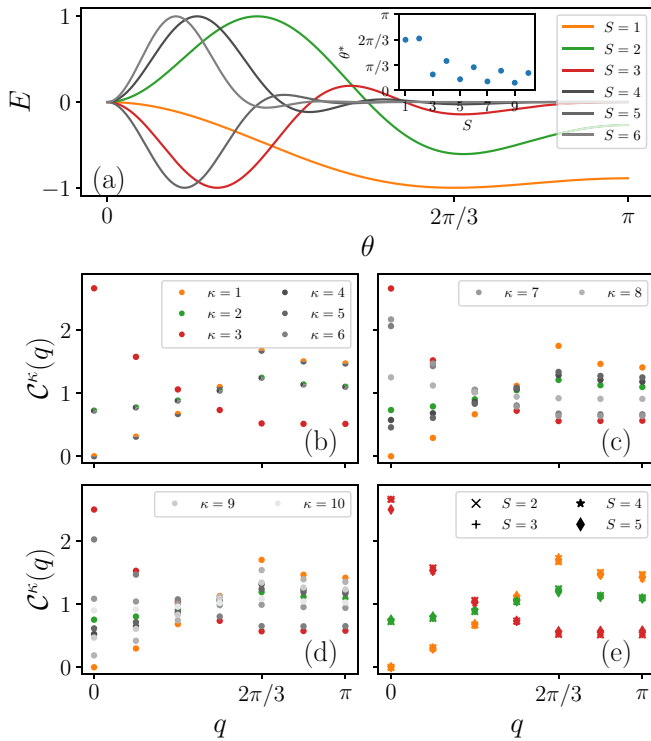 1
0
−1
E
(a)
0
2π/3
π
θ
π
2π/3
π/3
θ*
1
3
5
7
9
S
S = 1
S = 2
S = 3
S = 4
S = 5
S = 6
2
1
0
𝒞^κ(q)
κ = 1
κ = 2
κ = 3
κ = 4
κ = 5
κ = 6
(b)
κ = 7
κ = 8
(c)
2
1
0
𝒞^κ(q)
κ = 9
κ = 10
(d)
0
2π/3
π
q
S = 2
S = 3
S = 4
S = 5
(e)
0
2π/3
π
q